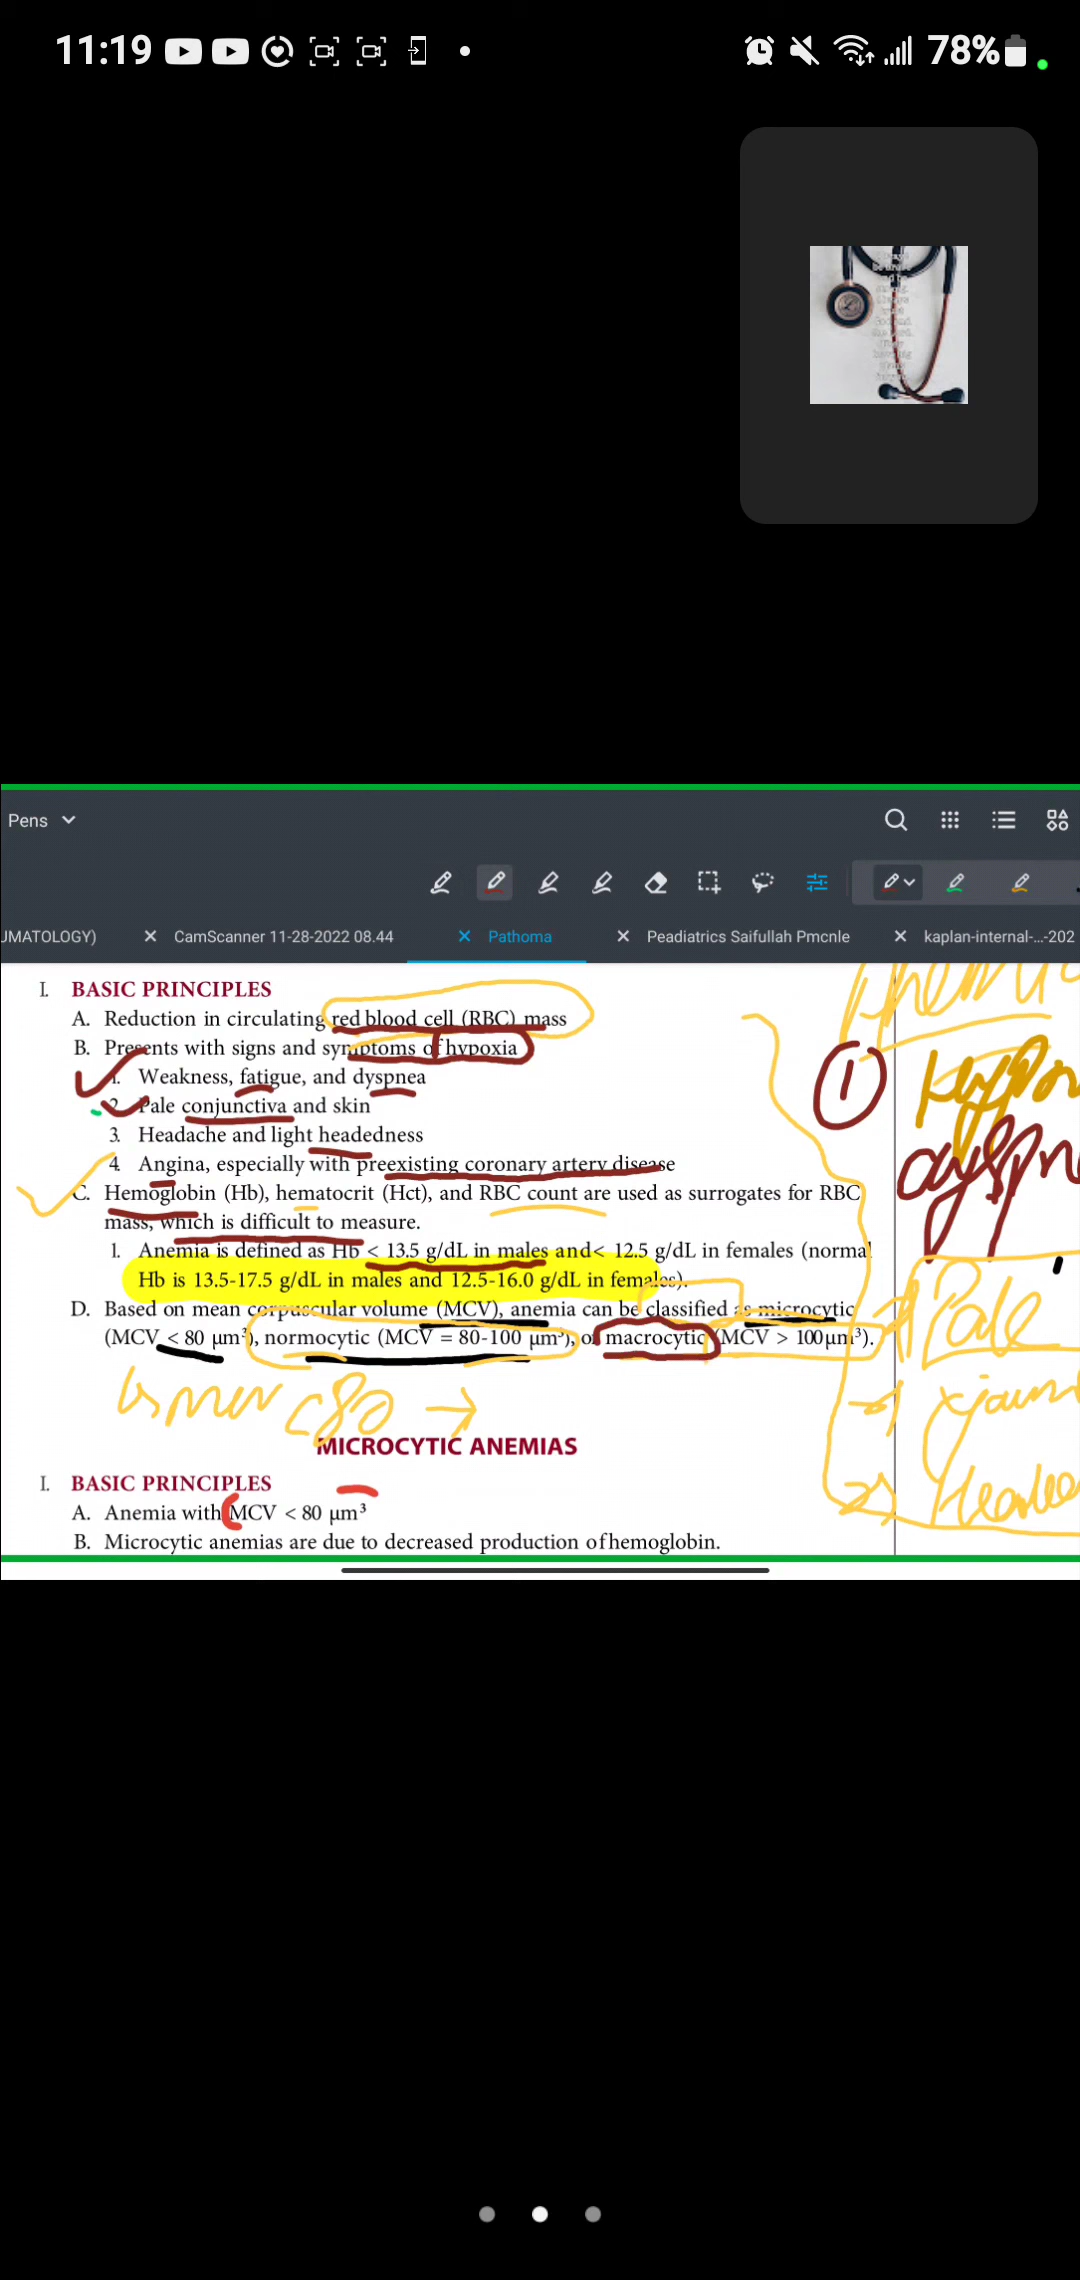 11:19
78%
Pens
UMATOLOGY)
CamScanner 11-28-2022 08.44
Pathoma
Peadiatrics Saifullah Pmcnle
kaplan-internal-...-202
I. BASIC PRINCIPLES
A. Reduction in circulating red blood cell (RBC) mass
B. Presents with signs and symptoms of hypoxia
1. Weakness, fatigue, and dyspnea
2. Pale conjunctiva and skin
3. Headache and light headedness
4. Angina, especially with preexisting coronary artery disease
C. Hemoglobin (Hb), hematocrit (Hct), and RBC count are used as surrogates for RBC
mass, which is difficult to measure.
1. Anemia is defined as Hb < 13.5 g/dL in males and< 12.5 g/dL in females (normal
Hb is 13.5-17.5 g/dL in males and 12.5-16.0 g/dL in females).
D. Based on mean corpuscular volume (MCV), anemia can be classified as microcytic
(MCV < 80 μm³), normocytic (MCV = 80-100 μm³), or macrocytic (MCV > 100μm³).
1
Pale
<80 →
MICROCYTIC ANEMIAS
I. BASIC PRINCIPLES
A. Anemia with MCV < 80 μm³
B. Microcytic anemias are due to decreased production ofhemoglobin.